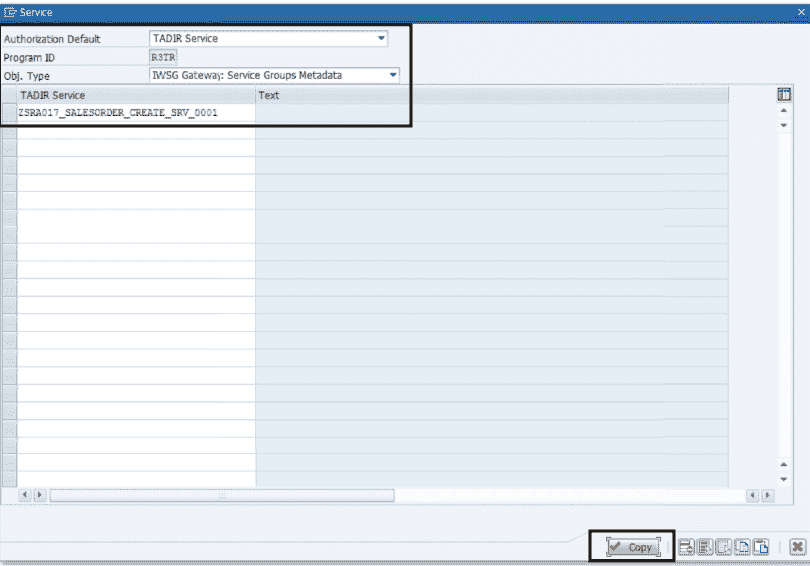 Service
Authorization Default TADIR Service
Program ID R3TR
Obj. Type IWSG Gateway: Service Groups Metadata
TADIR Service Text
ZSRA017_SALESORDER_CREATE_SRV_0001
Copy